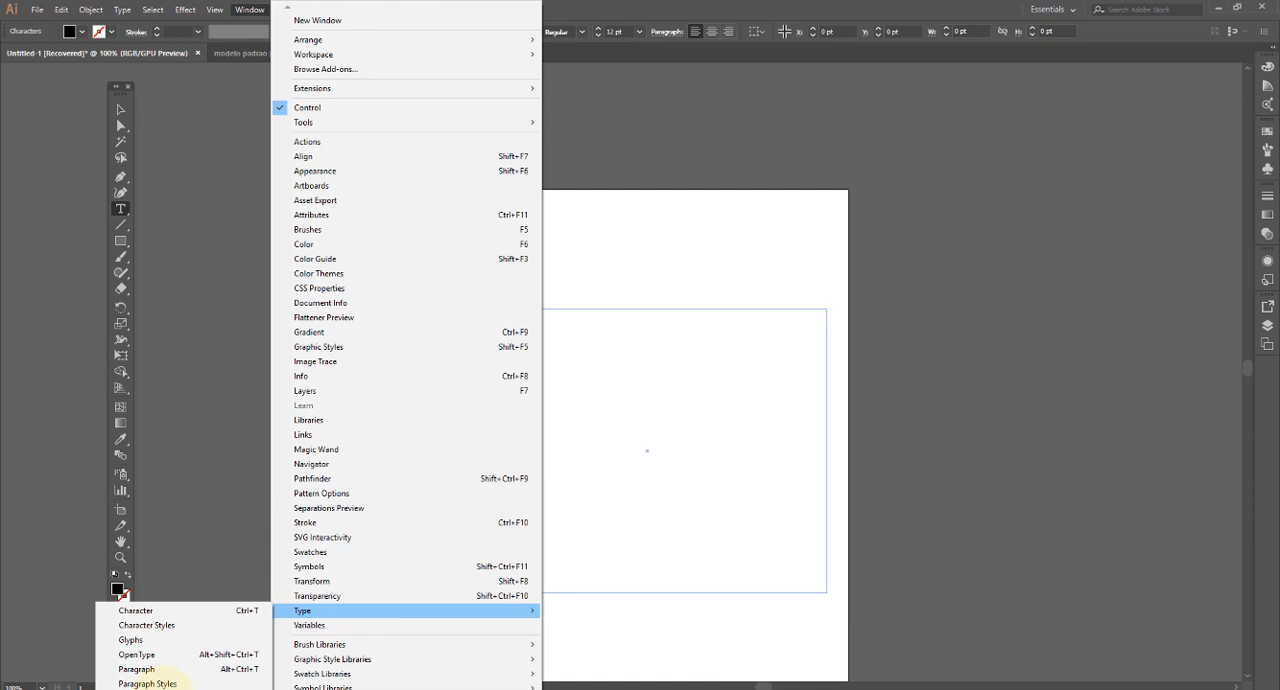 Ai File Edit Object Type Select Effect View Window Essentials Search Adobe Stock
Characters Stroke: Regular 12 pt Paragraph: X: 0 pt Y: 0 pt W: 0 pt H: 0 pt
Untitled-1 [Recovered]* @ 100% (RGB/GPU Preview) × modelo padrao
New Window
Arrange
Workspace
Browse Add-ons...
Extensions
Control
Tools
Actions
Align Shift+F7
Appearance Shift+F6
Artboards
Asset Export
Attributes Ctrl+F11
Brushes F5
Color F6
Color Guide Shift+F3
Color Themes
CSS Properties
Document Info
Flattener Preview
Gradient Ctrl+F9
Graphic Styles Shift+F5
Image Trace
Info Ctrl+F8
Layers F7
Learn
Libraries
Links
Magic Wand
Navigator
Pathfinder Shift+Ctrl+F9
Pattern Options
Separations Preview
Stroke Ctrl+F10
SVG Interactivity
Swatches
Symbols Shift+Ctrl+F11
Transform Shift+F8
Transparency Shift+Ctrl+F10
Type
Variables
Brush Libraries
Graphic Style Libraries
Swatch Libraries
Symbol Libraries
Character Ctrl+T
Character Styles
Glyphs
OpenType Alt+Shift+Ctrl+T
Paragraph Alt+Ctrl+T
Paragraph Styles
100% 1